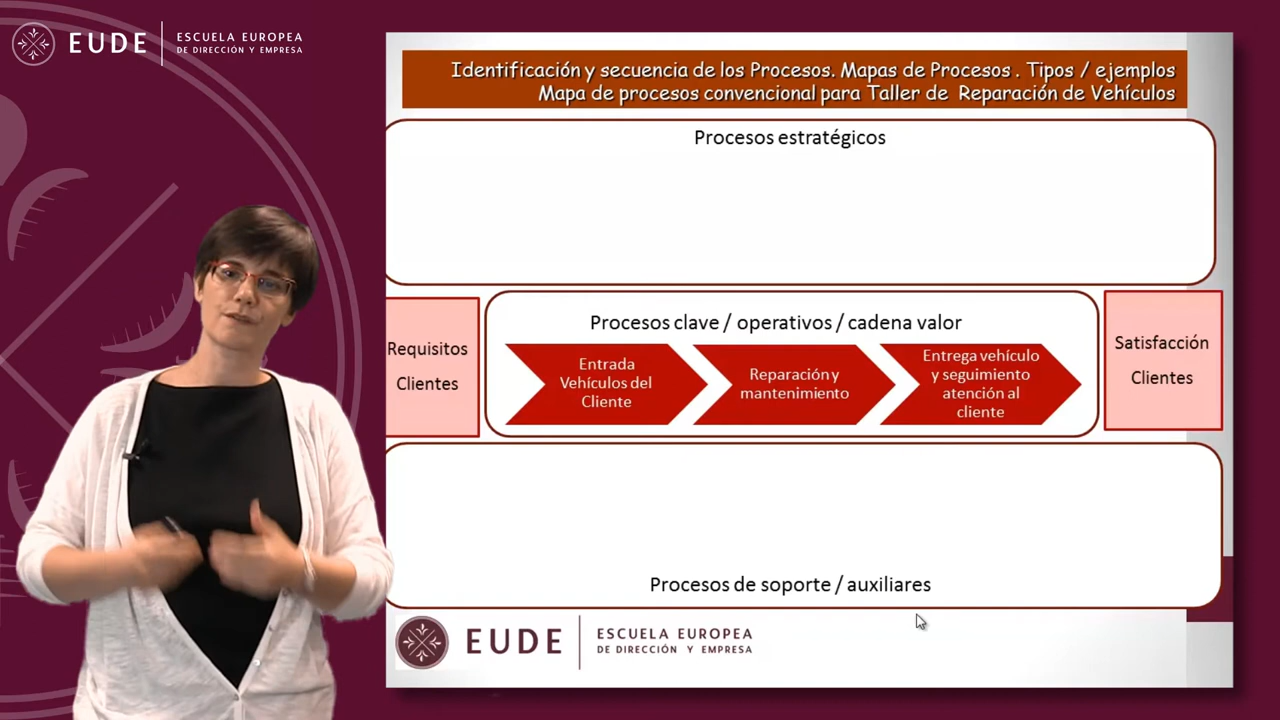 EUDE
ESCUELA EUROPEA
DE DIRECCIÓN Y EMPRESA
Identificación y secuencia de los Procesos. Mapas de Procesos . Tipos / ejemplos
Mapa de procesos convencional para Taller de Reparación de Vehículos
Procesos estratégicos
Requisitos
Clientes
Procesos clave / operativos / cadena valor
Entrada
Vehículos del
Cliente
Reparación y
mantenimiento
Entrega vehículo
y seguimiento
atención al
cliente
Satisfacción
Clientes
Procesos de soporte / auxiliares
EUDE
ESCUELA EUROPEA
DE DIRECCIÓN Y EMPRESA